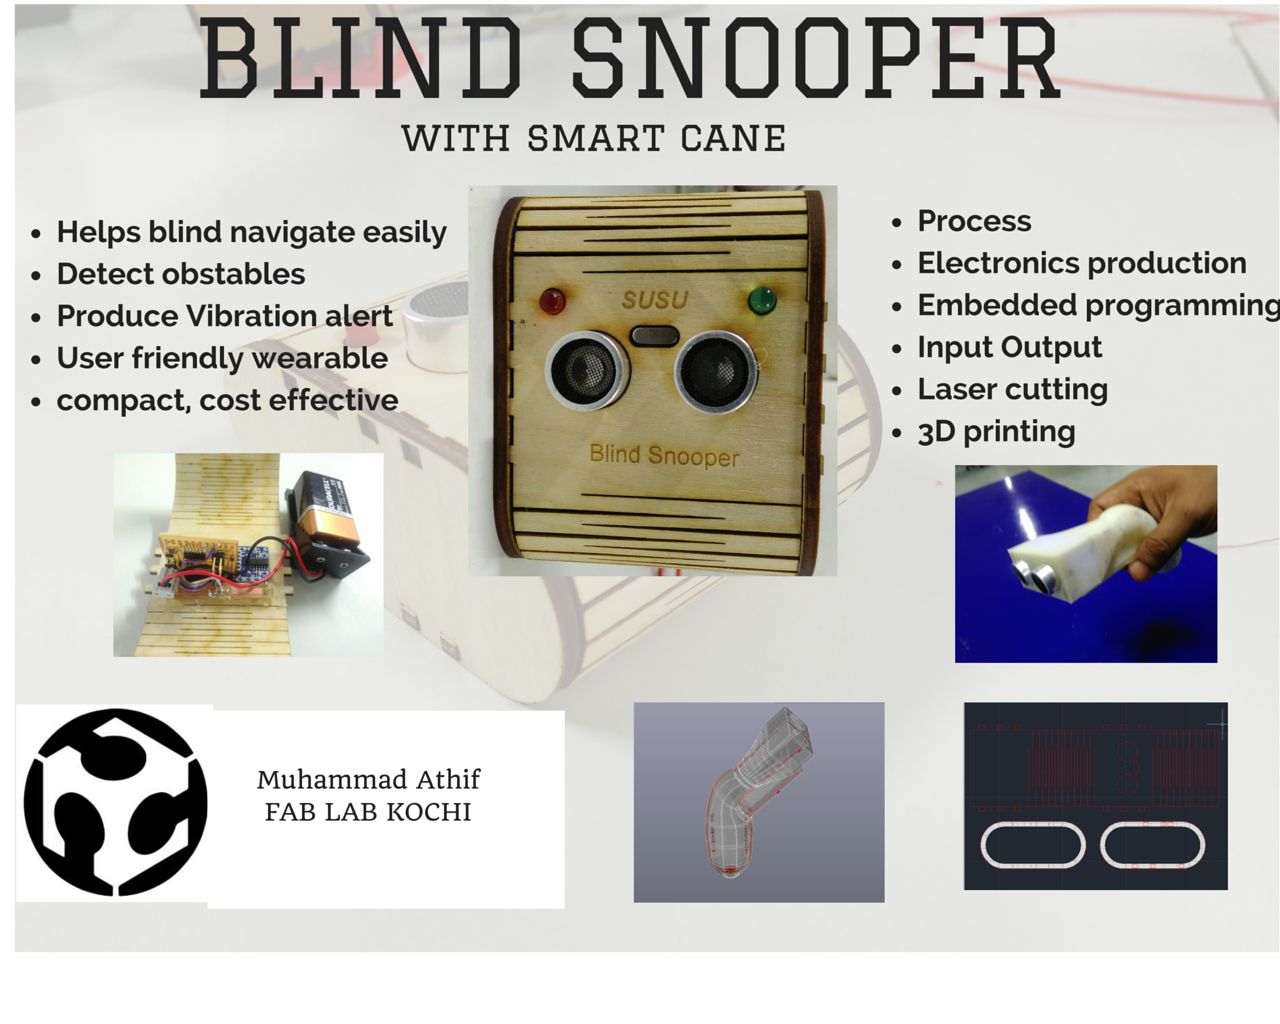 BLIND SNOOPER
WITH SMART CANE
Helps blind navigate easily
Detect obstables
Produce Vibration alert
User friendly wearable
compact, cost effective
SUSU
Blind Snooper
Process
Electronics production
Embedded programming
Input Output
Laser cutting
3D printing
DURACELL
Muhammad Athif
FAB LAB KOCHI